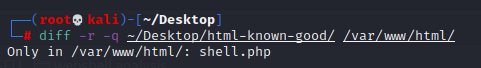 ┌──(root💀kali)-[~/Desktop]
└─# diff -r -q ~/Desktop/html-known-good/ /var/www/html/
Only in /var/www/html/: shell.php